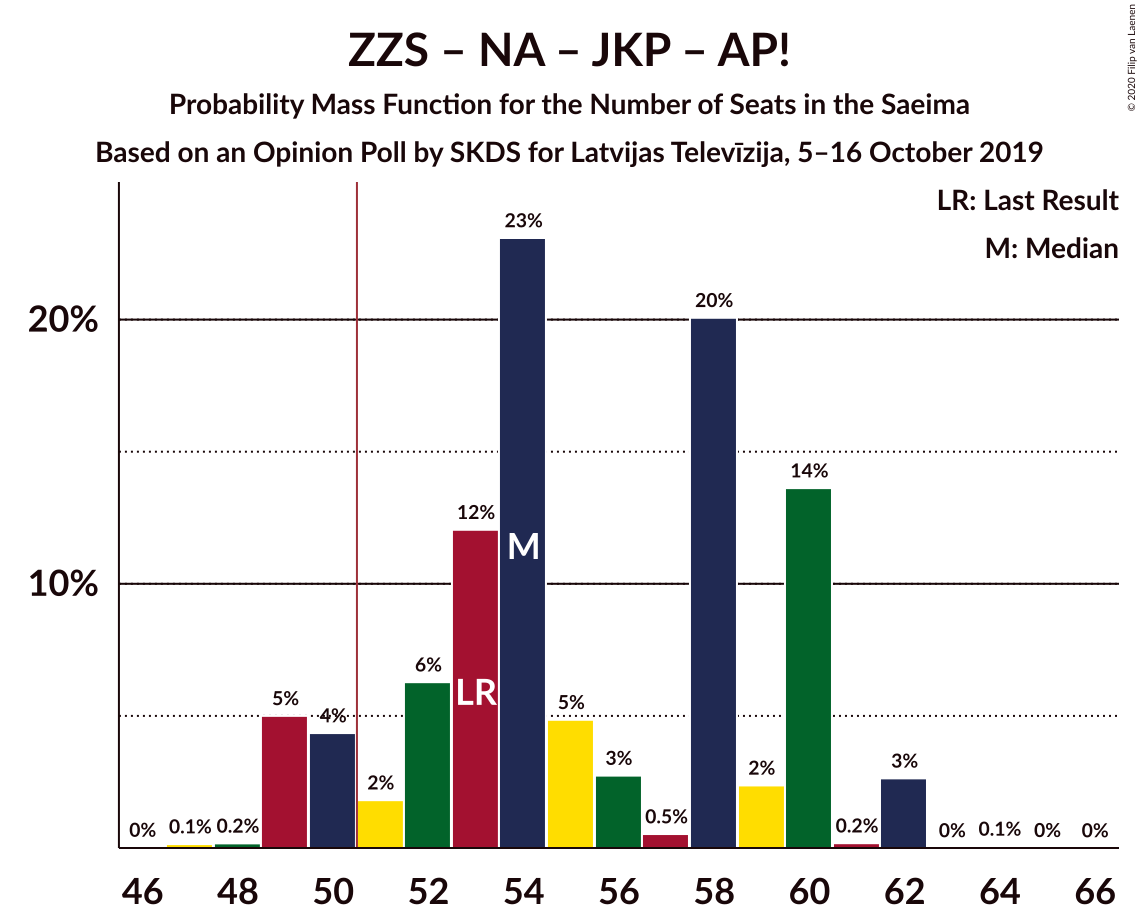 ZZS – NA – JKP – AP!
Probability Mass Function for the Number of Seats in the Saeima
Based on an Opinion Poll by SKDS for Latvijas Televīzija, 5–16 October 2019
© 2020 Filip van Laenen
LR: Last Result
M: Median
20%
10%
0%
0.1%
0.2%
5%
4%
2%
6%
12%
23%
5%
3%
0.5%
20%
2%
14%
0.2%
3%
0%
0.1%
0%
0%
LR
M
46 48 50 52 54 56 58 60 62 64 66